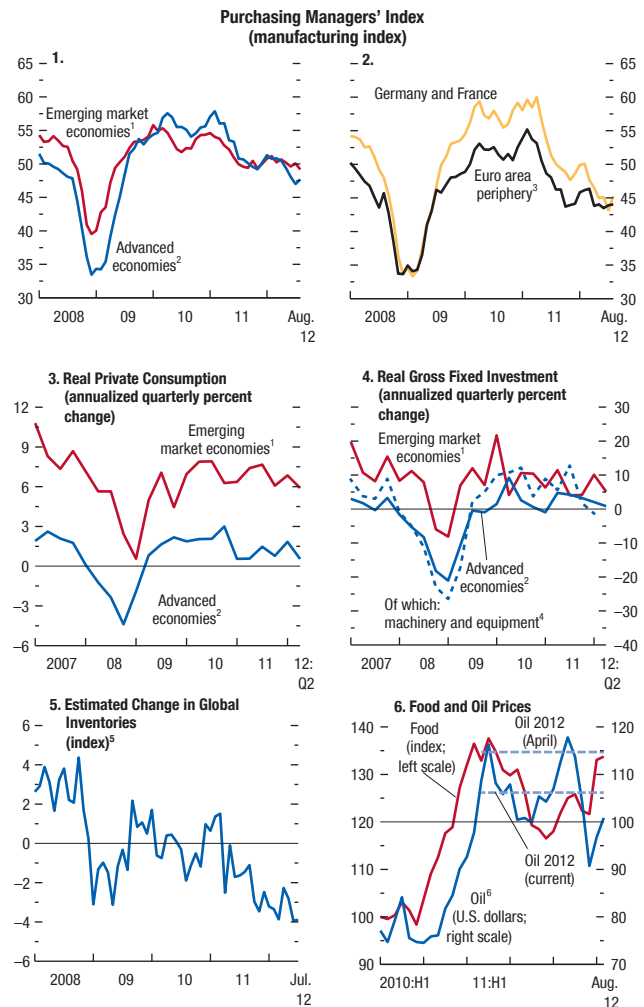 Purchasing Managers' Index
(manufacturing index)
1.
65
60
55
50
45
40
35
30
Emerging market
economies1
Advanced
economies2
2008
09
10
11
Aug.
12
2.
65
60
55
50
45
40
35
30
Germany and France
Euro area
periphery3
2008
09
10
11
Aug.
12
3. Real Private Consumption
(annualized quarterly percent
change)
12
9
6
3
0
–3
–6
Emerging
market economies1
Advanced
economies2
2007
08
09
10
11
12:
Q2
4. Real Gross Fixed Investment
(annualized quarterly percent
change)
30
20
10
0
–10
–20
–30
–40
Emerging market
economies1
Advanced
economies2
Of which:
machinery and equipment4
2007
08
09
10
11
12:
Q2
5. Estimated Change in Global
Inventories
(index)5
6
4
2
0
–2
–4
–6
2008
09
10
11
Jul.
12
6. Food and Oil Prices
140
135
130
125
120
115
110
105
100
95
90
120
110
100
90
80
70
Food
(index;
left scale)
Oil 2012
(April)
Oil 2012
(current)
Oil6
(U.S. dollars;
right scale)
2010:H1
11:H1
Aug.
12